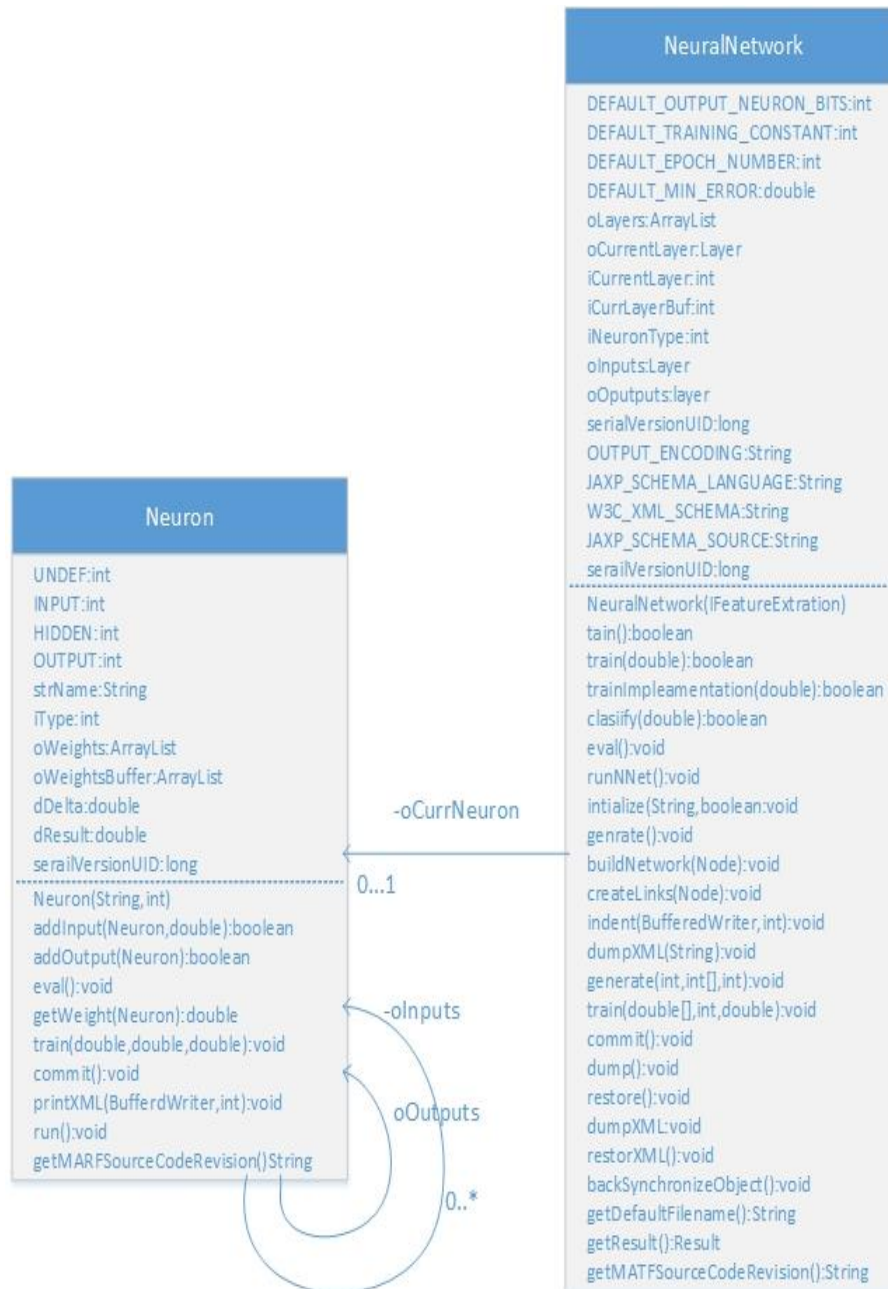 NeuralNetwork
DEFAULT_OUTPUT_NEURON_BITS:int
DEFAULT_TRAINING_CONSTANT:int
DEFAULT_EPOCH_NUMBER:int
DEFAULT_MIN_ERROR:double
oLayers:ArrayList
oCurrentLayer:Layer
iCurrentLayer:int
iCurrLayerBuf:int
iNeuronType:int
oInputs:Layer
oOputputs:layer
serialVersionUID:long
OUTPUT_ENCODING:String
JAXP_SCHEMA_LANGUAGE:String
W3C_XML_SCHEMA:String
JAXP_SCHEMA_SOURCE:String
serailVersionUID:long
NeuralNetwork(IFeatureExtration)
tain():boolean
train(double):boolean
trainImpleamentation(double):boolean
clasiify(double):boolean
eval():void
runNNet():void
intialize(String,boolean:void
genrate():void
buildNetwork(Node):void
createLinks(Node):void
indent(BufferedWriter,int):void
dumpXML(String):void
generate(int,int[],int):void
train(double[],int,double):void
commit():void
dump():void
restore():void
dumpXML:void
restorXML():void
backSynchronizeObject():void
getDefaultFilename():String
getResult():Result
getMATFSourceCodeRevision():String
Neuron
UNDEF:int
INPUT:int
HIDDEN:int
OUTPUT:int
strName:String
iType:int
oWeights:ArrayList
oWeightsBuffer:ArrayList
dDelta:double
dResult:double
serailVersionUID:long
Neuron(String,int)
addInput(Neuron,double):boolean
addOutput(Neuron):boolean
eval():void
getWeight(Neuron):double
train(double,double,double):void
commit():void
printXML(BufferdWriter,int):void
run():void
getMARFSourceCodeRevision()String
-oCurrNeuron
0...1
-oInputs
oOutputs
0..*